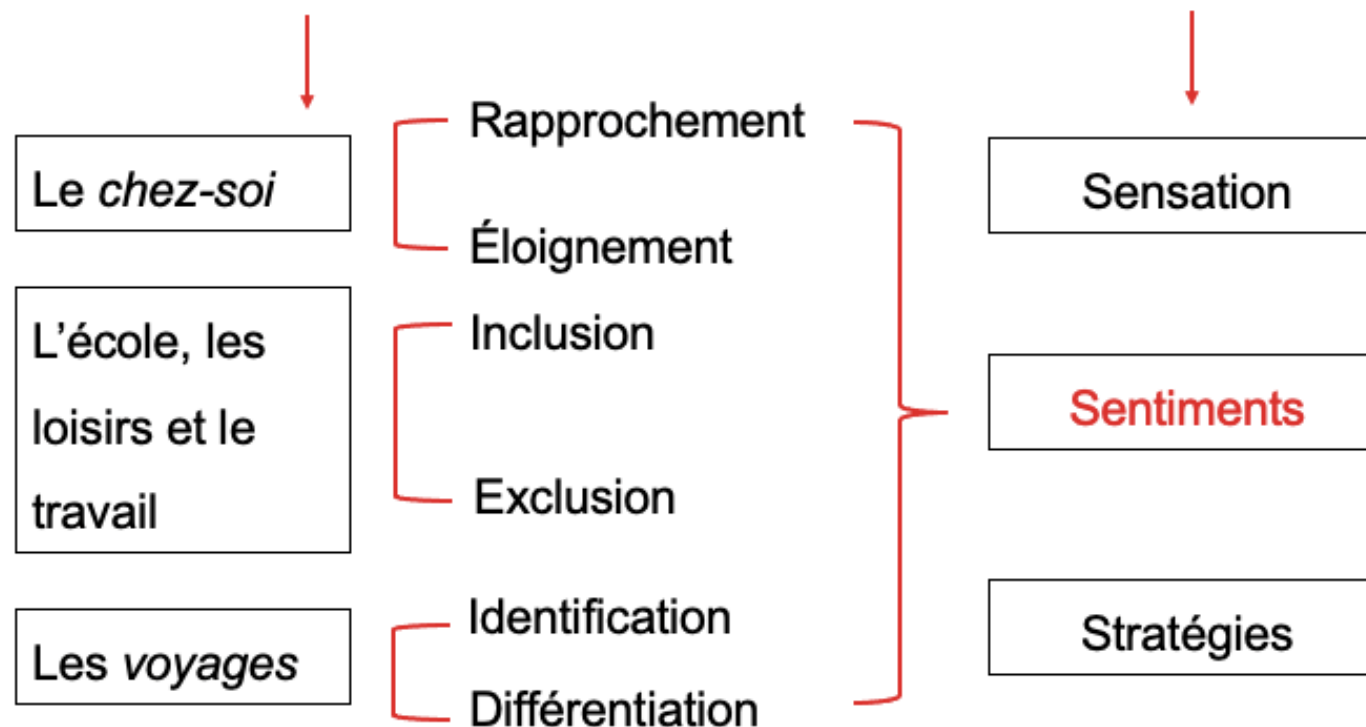 Le chez-soi
L'école, les
loisirs et le
travail
Les voyages
Rapprochement
Éloignement
Inclusion
Exclusion
Identification
Différentiation
Sensation
Sentiments
Stratégies